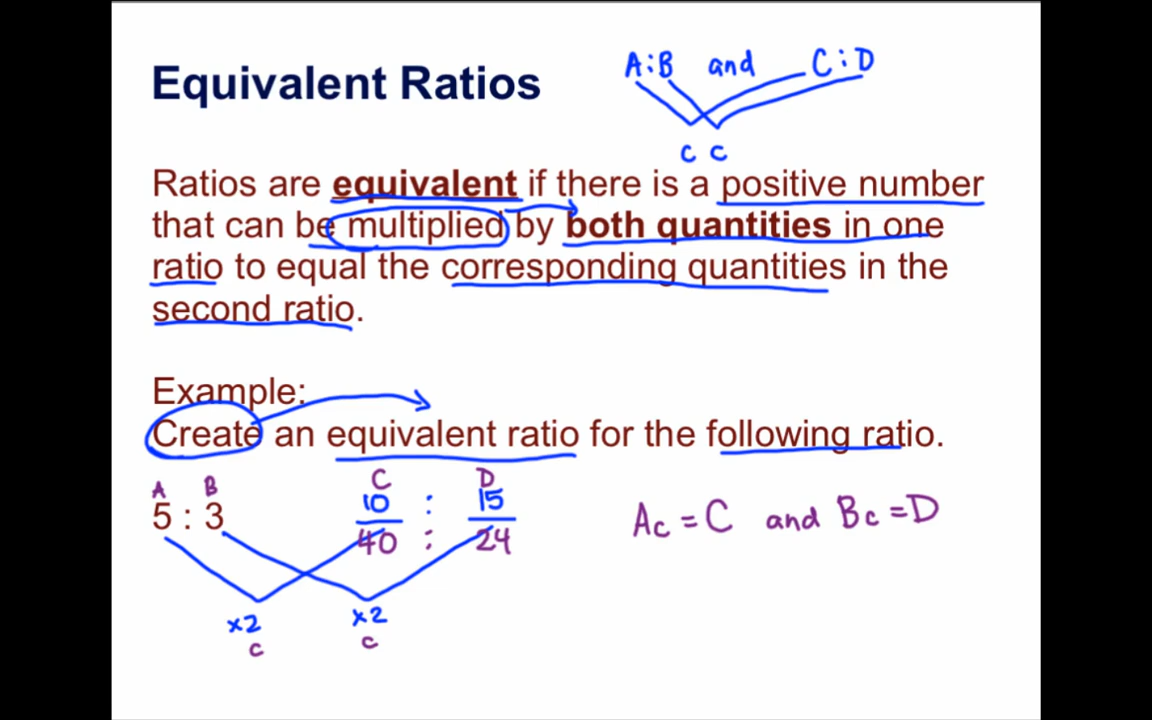 Equivalent Ratios
A:B and C:D
c c
Ratios are equivalent if there is a positive number
that can be multiplied by both quantities in one
ratio to equal the corresponding quantities in the
second ratio.
Example:
Create an equivalent ratio for the following ratio.
A B C D
5 : 3
10 : 15
40 : 24
Ac = C and Bc = D
x2 x2
c c